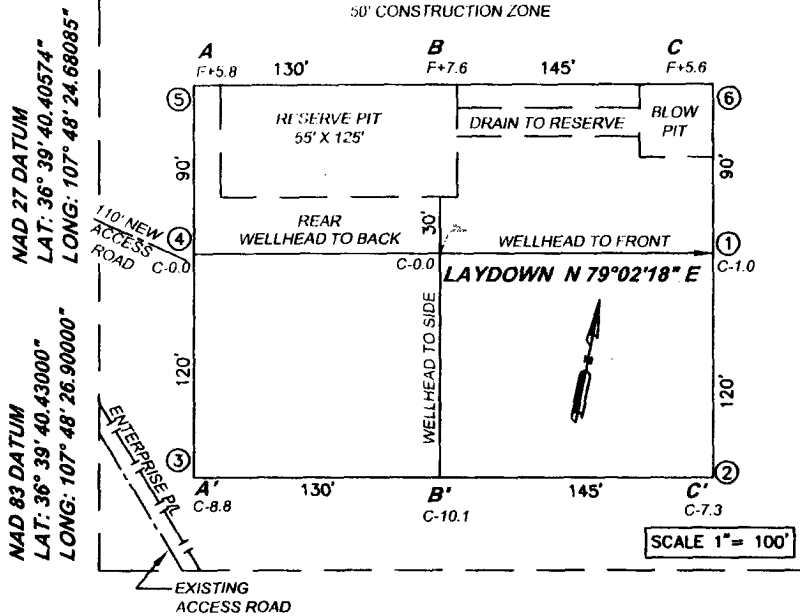 50' CONSTRUCTION ZONE
NAD 27 DATUM
LAT: 36° 39' 40.40574"
LONG: 107° 48' 24.68085"
NAD 83 DATUM
LAT: 36° 39' 40.43000"
LONG: 107° 48' 26.90000"
A
F+5.8
130'
B
F+7.6
145'
C
F+5.6
5
RESERVE PIT
55' X 125'
DRAIN TO RESERVE
BLOW
PIT
6
90'
90'
110' NEW
ACCESS
ROAD
4
C-0.0
REAR
WELLHEAD TO BACK
30'
C-0.0
WELLHEAD TO FRONT
1
C-1.0
LAYDOWN N 79°02'18" E
120'
WELLHEAD TO SIDE
120'
ENTERPRISE P/L
3
A'
C-8.8
130'
B'
C-10.1
145'
C'
C-7.3
2
SCALE 1"= 100'
EXISTING
ACCESS ROAD